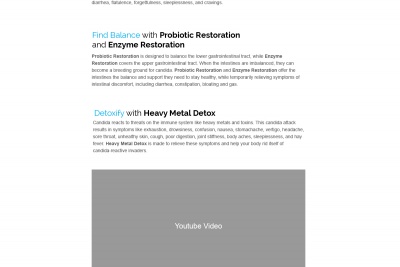 diarrhea, flatulence, forgetfulness, sleeplessness, and cravings.
Find Balance with Probiotic Restoration
and Enzyme Restoration
Probiotic Restoration is designed to balance the lower gastrointestinal tract, while Enzyme
Restoration covers the upper gastrointestinal tract. When the intestines are imbalanced, they can
become a breeding ground for candida. Probiotic Restoration and Enzyme Restoration offer the
intestines the balance and support they need to stay healthy, while temporarily relieving symptoms of
intestinal discomfort, including diarrhea, constipation, bloating and gas.
Detoxify with Heavy Metal Detox
Candida reacts to threats on the immune system like heavy metals and toxins. This candida attack
results in symptoms like exhaustion, drowsiness, confusion, nausea, stomachache, vertigo, headache,
sore throat, unhealthy skin, cough, poor digestion, joint stiffness, body aches, sleeplessness, and hay
fever. Heavy Metal Detox is made to relieve these symptoms and help your body rid itself of
candida reactive invaders.
Youtube Video